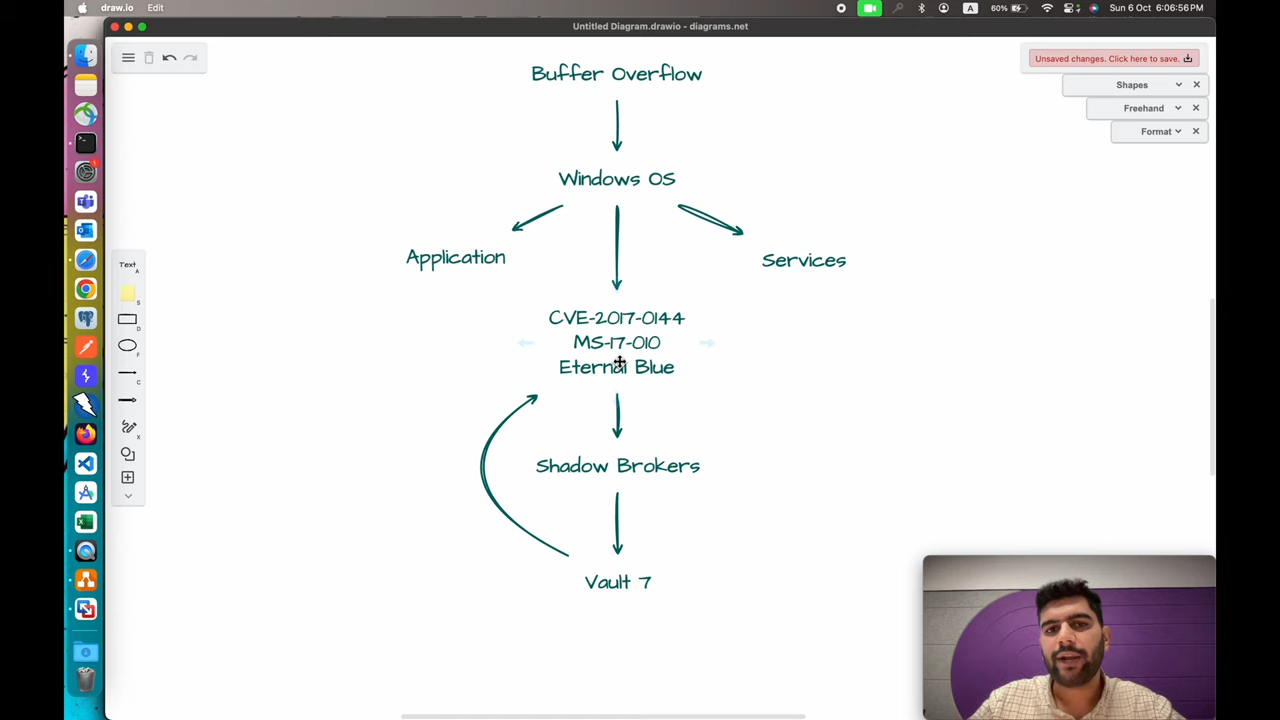 draw.io Edit
A 60% Sun 6 Oct 6:06:56 PM
Untitled Diagram.drawio - diagrams.net
Unsaved changes. Click here to save.
Shapes
Freehand
Format
Buffer Overflow
Windows OS
Application
Services
CVE-2017-0144
MS-17-010
Eternal Blue
Shadow Brokers
Vault 7
Text
A
S
D
F
C
X
1